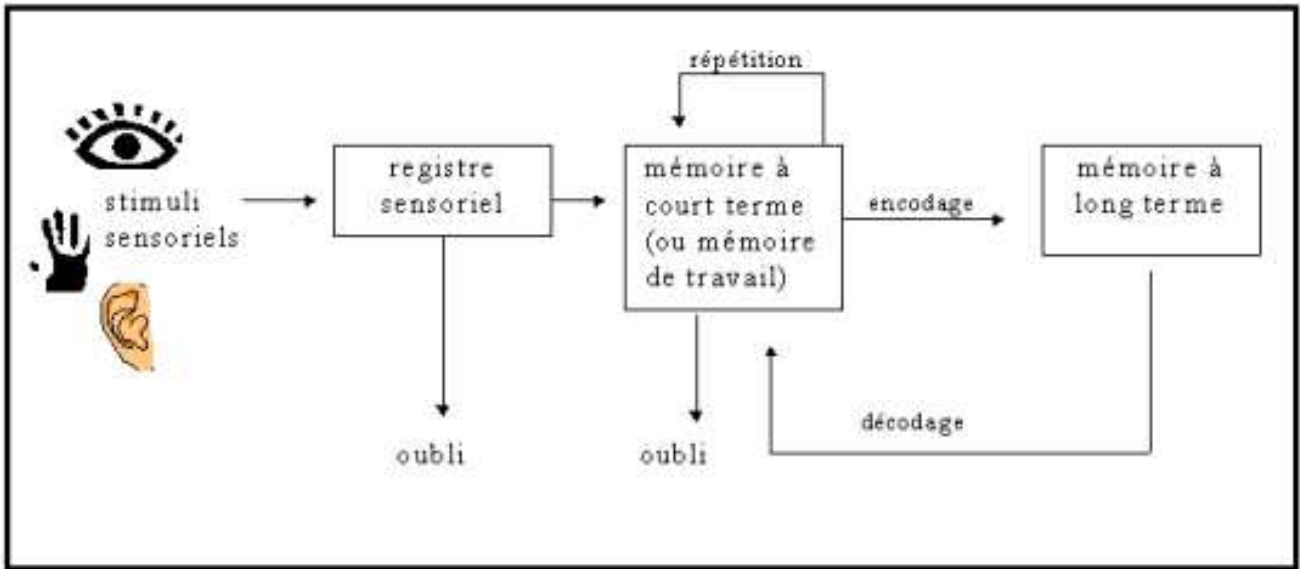 répétition
stimuli
sensoriels
registre
sensoriel
mémoire à
court terme
(ou mémoire
de travail)
encodage
mémoire à
long terme
oubli
oubli
décodage